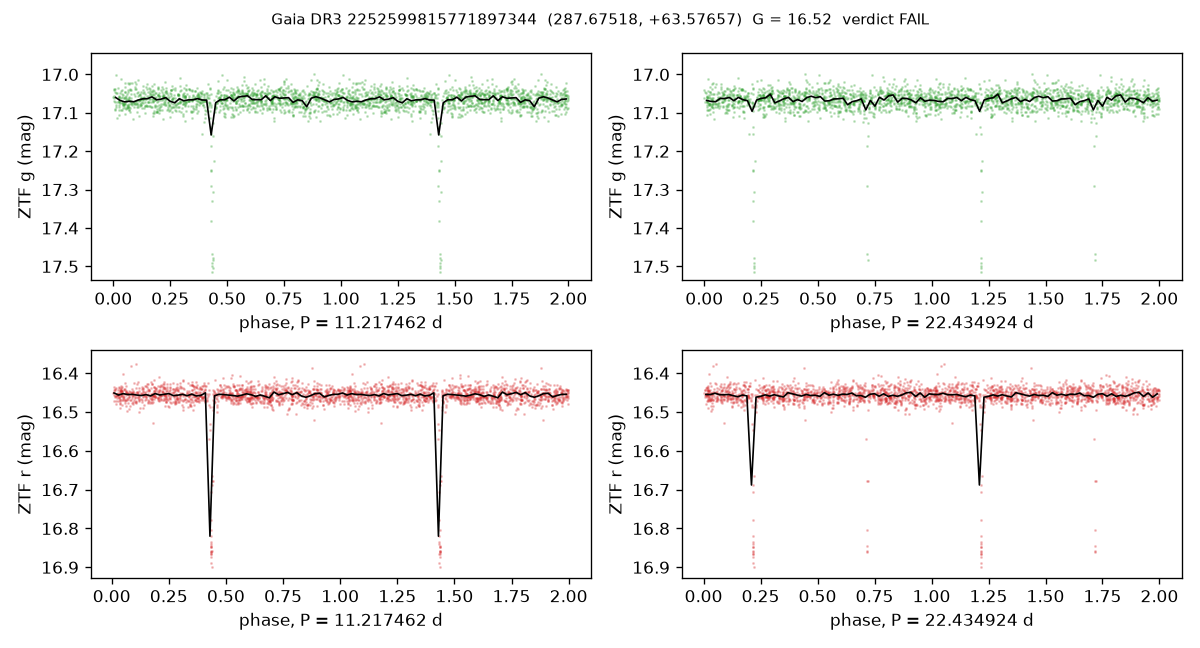 Gaia DR3 2252599815771897344  (287.67518, +63.57657)  G = 16.52  verdict FAIL
ZTF g (mag)
17.0
17.1
17.2
17.3
17.4
17.5
0.00 0.25 0.50 0.75 1.00 1.25 1.50 1.75 2.00
phase, P = 11.217462 d
ZTF g (mag)
17.0
17.1
17.2
17.3
17.4
17.5
0.00 0.25 0.50 0.75 1.00 1.25 1.50 1.75 2.00
phase, P = 22.434924 d
ZTF r (mag)
16.4
16.5
16.6
16.7
16.8
16.9
0.00 0.25 0.50 0.75 1.00 1.25 1.50 1.75 2.00
phase, P = 11.217462 d
ZTF r (mag)
16.4
16.5
16.6
16.7
16.8
16.9
0.00 0.25 0.50 0.75 1.00 1.25 1.50 1.75 2.00
phase, P = 22.434924 d